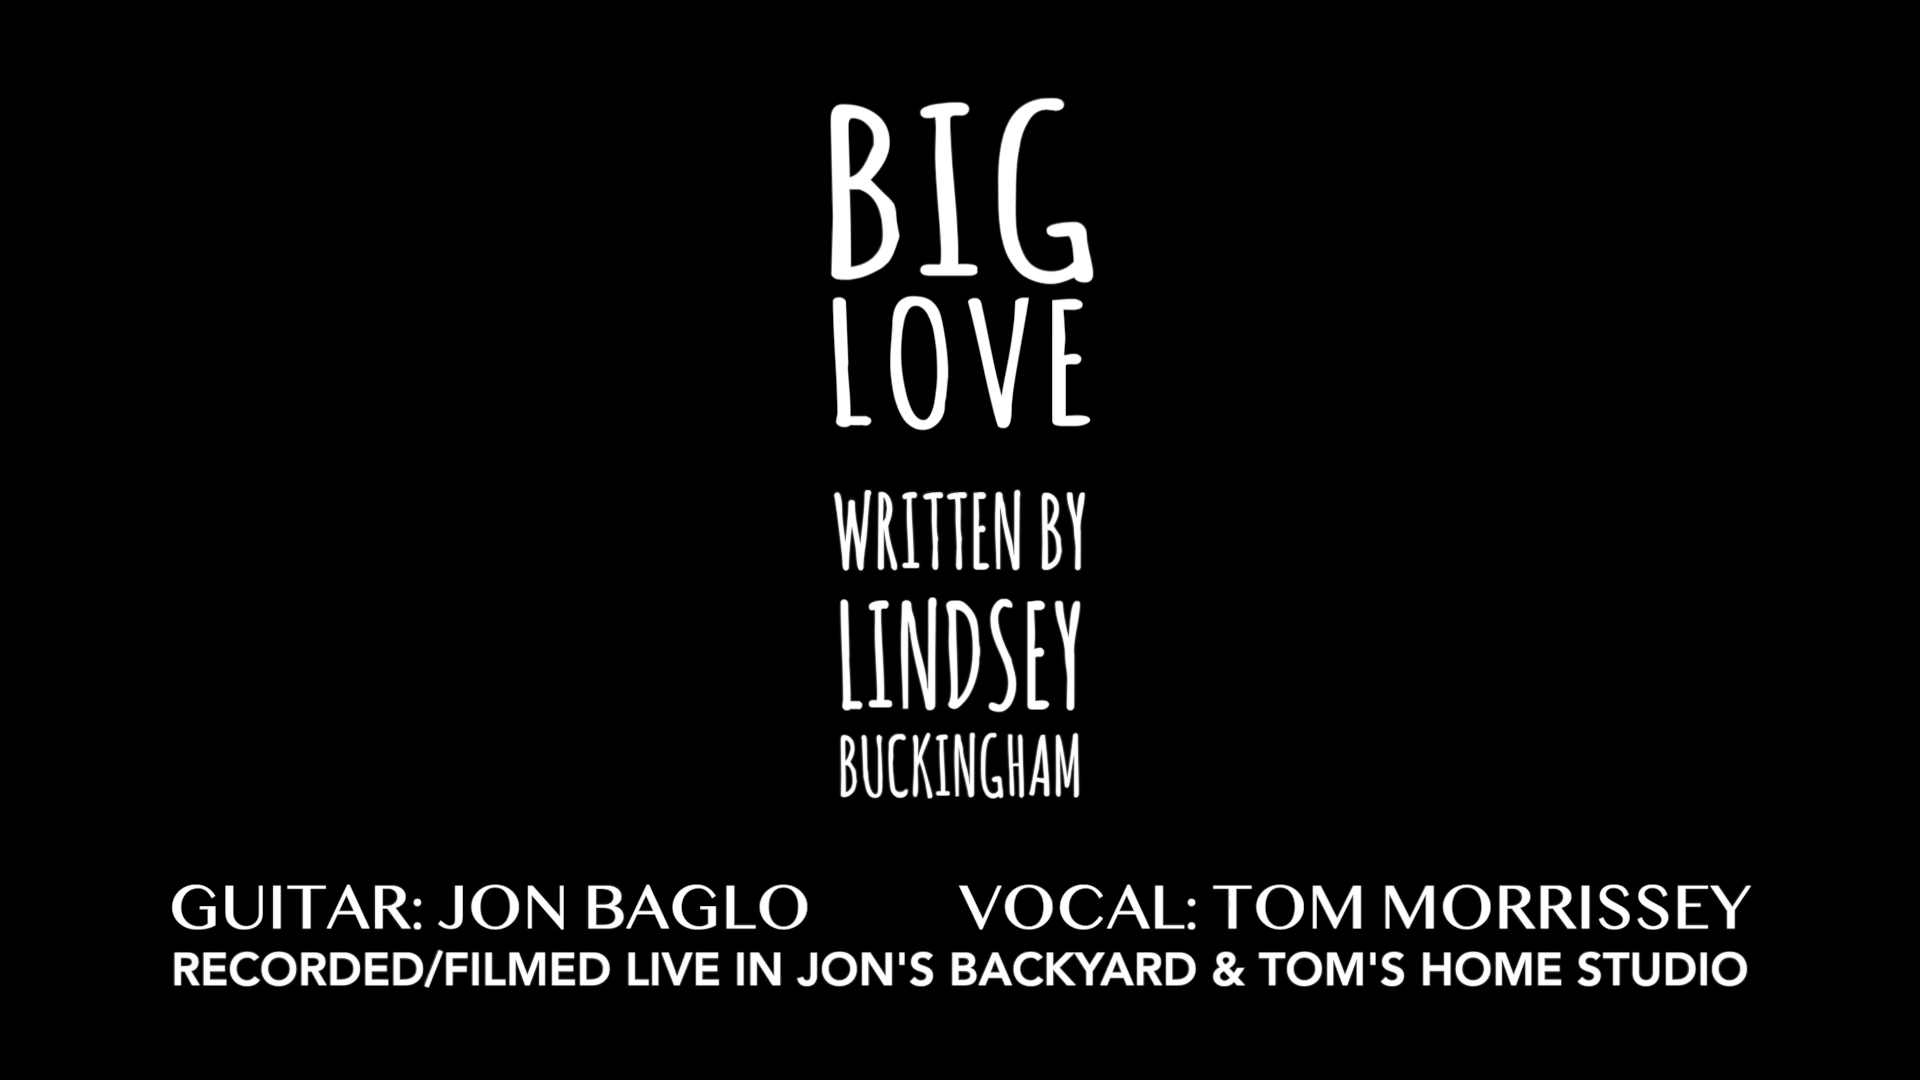 BIG
LOVE
WRITTEN BY
LINDSEY
BUCKINGHAM
GUITAR: JON BAGLO VOCAL: TOM MORRISSEY
RECORDED/FILMED LIVE IN JON'S BACKYARD & TOM'S HOME STUDIO